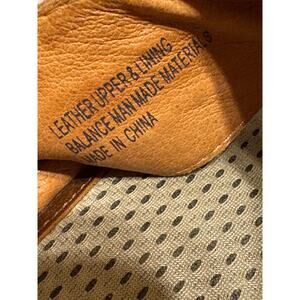 LEATHER UPPER & LINING
BALANCE MAN MADE MATERIALS
MADE IN CHINA